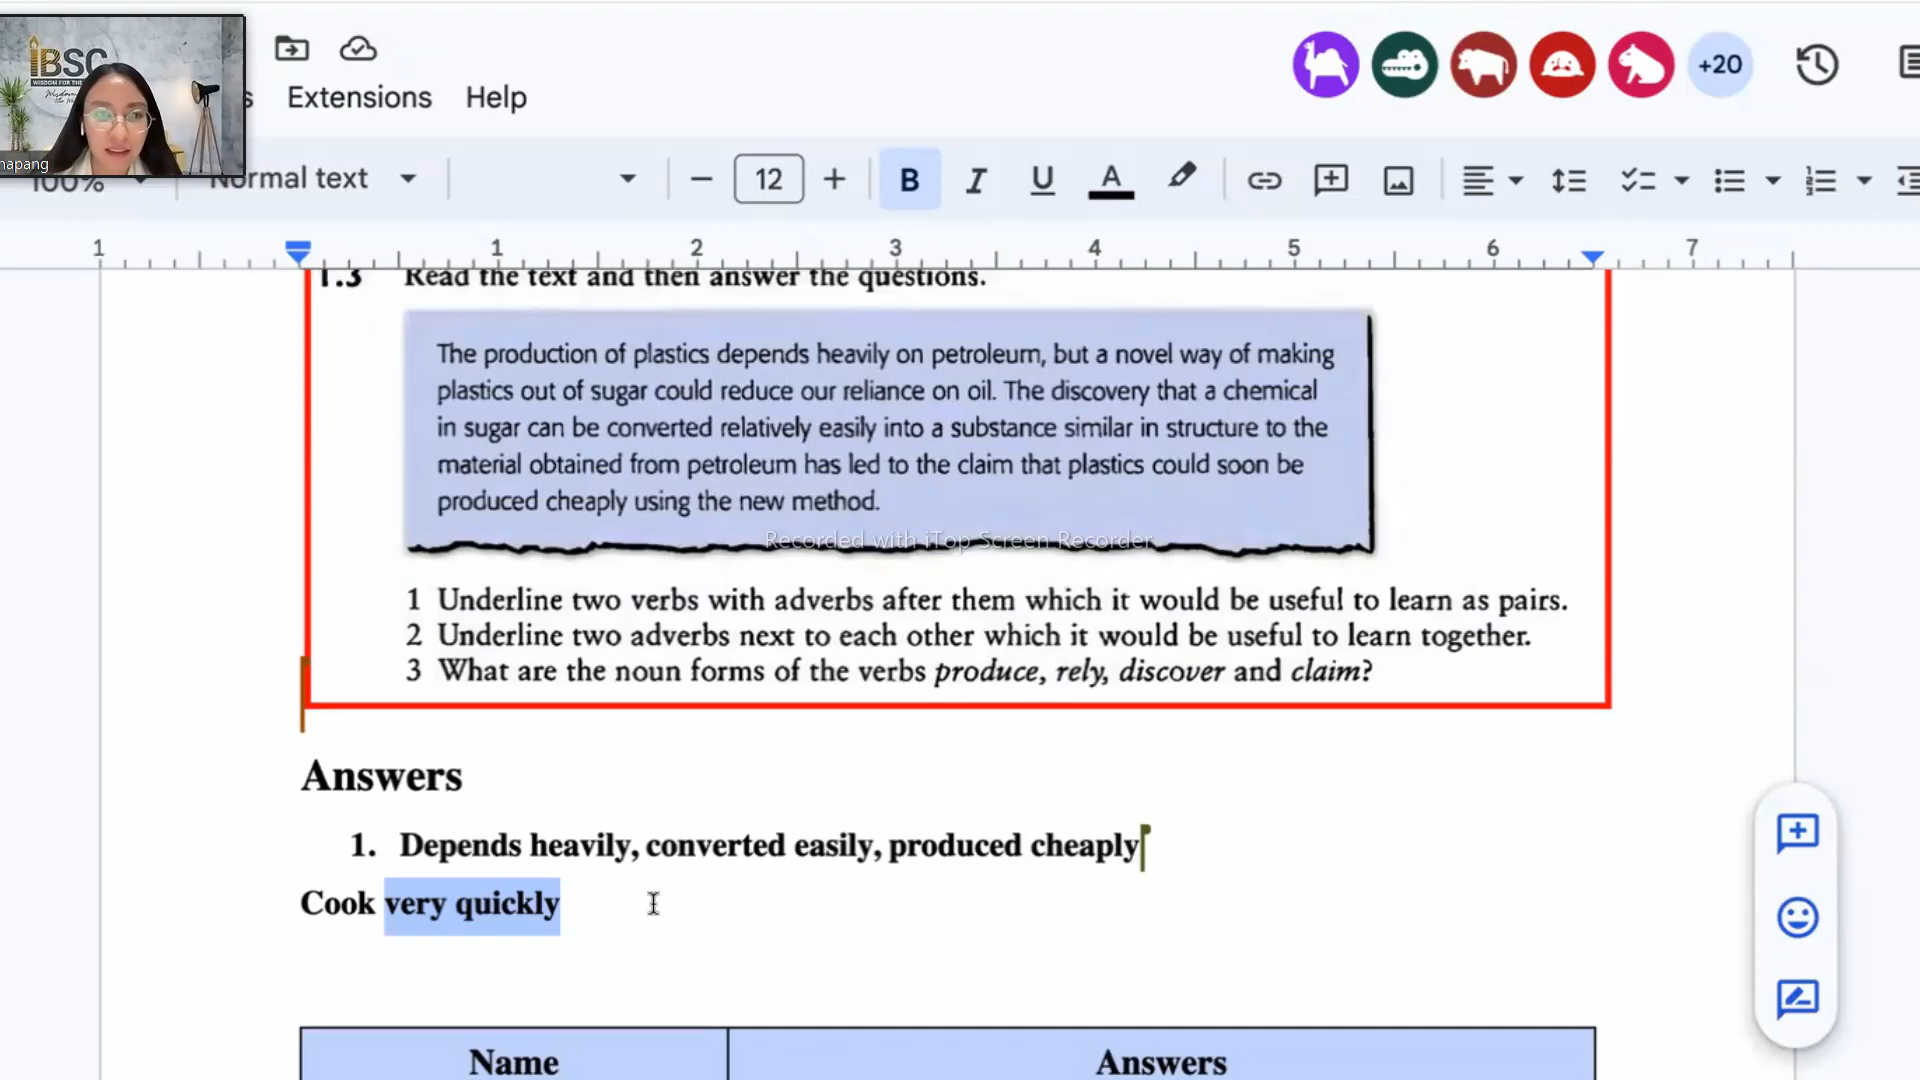 iBSC
WISDOM FOR THE
napang
Extensions Help
+20
100% Normal text 12 B I U A
1 1 2 3 4 5 6 7
1.3 Read the text and then answer the questions.
The production of plastics depends heavily on petroleum, but a novel way of making
plastics out of sugar could reduce our reliance on oil. The discovery that a chemical
in sugar can be converted relatively easily into a substance similar in structure to the
material obtained from petroleum has led to the claim that plastics could soon be
produced cheaply using the new method.
Recorded with iTop Screen Recorder
1 Underline two verbs with adverbs after them which it would be useful to learn as pairs.
2 Underline two adverbs next to each other which it would be useful to learn together.
3 What are the noun forms of the verbs produce, rely, discover and claim?
Answers
1. Depends heavily, converted easily, produced cheaply
Cook very quickly
Name Answers